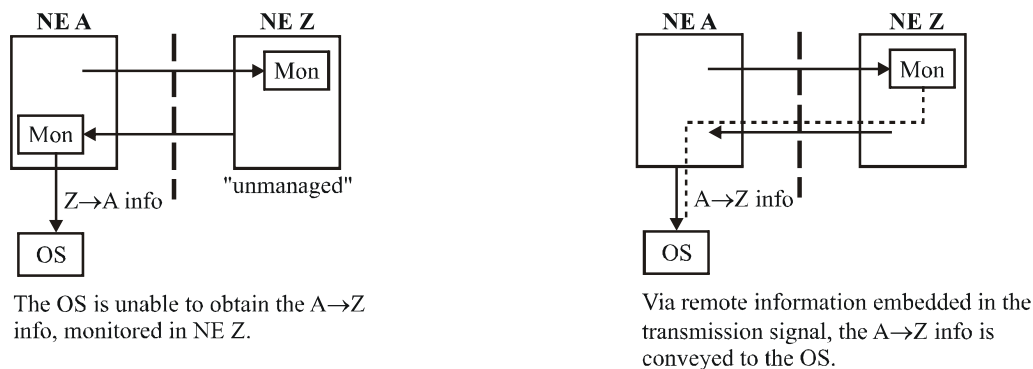 NE A
NE Z
Mon
Mon
"unmanaged"
Z→A info
OS
The OS is unable to obtain the A→Z
info, monitored in NE Z.
NE A
NE Z
Mon
A→Z info
OS
Via remote information embedded in the
transmission signal, the A→Z info is
conveyed to the OS.